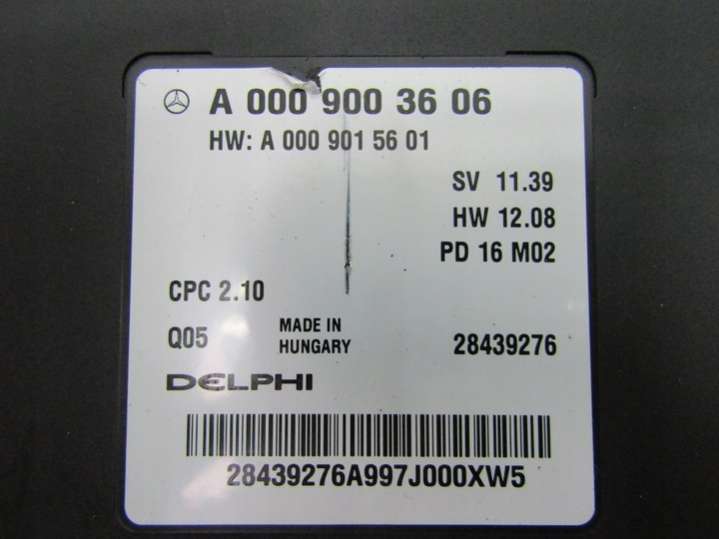 A 000 900 36 06
HW: A 000 901 56 01
SV 11.39
HW 12.08
PD 16 M02
CPC 2.10
Q05 MADE IN HUNGARY 28439276
DELPHI
28439276A997J000XW5